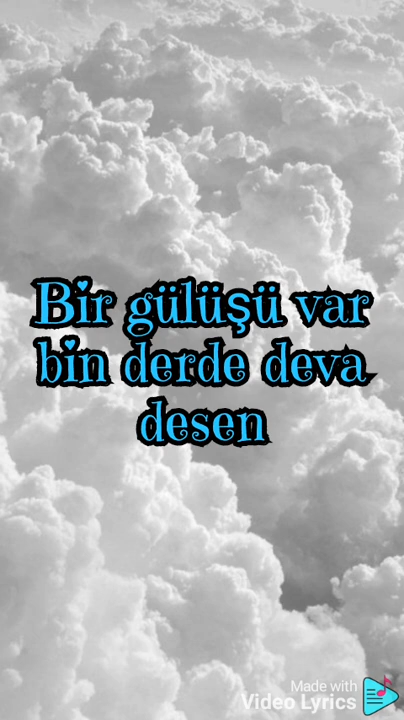 Bir gülüşü var
bin derde deva
desen
Made with
Video Lyrics